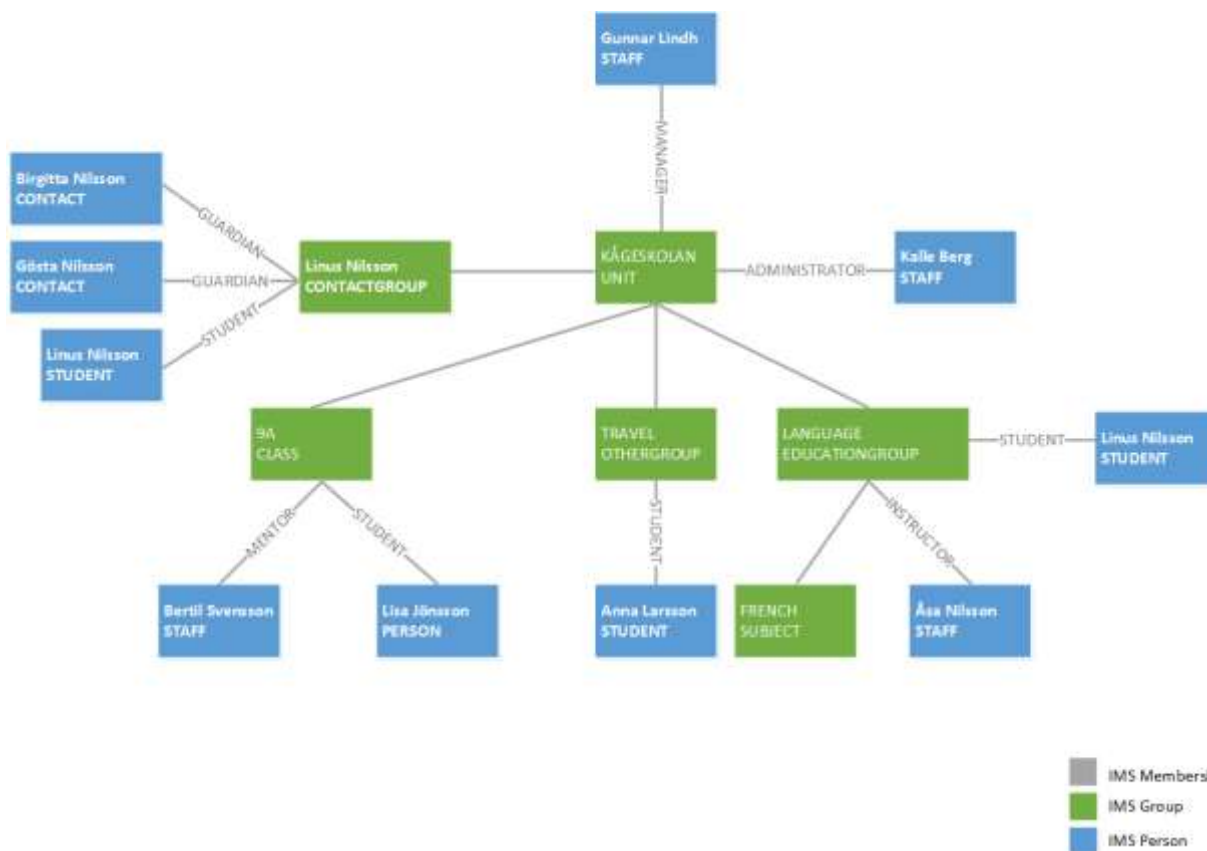 Gunnar Lindh
STAFF
MANAGER
Birgitta Nilsson
CONTACT
GUARDIAN
Gösta Nilsson
CONTACT
GUARDIAN
Linus Nilsson
CONTACTGROUP
KÅGESKOLAN
UNIT
ADMINISTRATOR
Kalle Berg
STAFF
STUDENT
Linus Nilsson
STUDENT
9A
CLASS
TRAVEL
OTHERGROUP
LANGUAGE
EDUCATIONGROUP
STUDENT
Linus Nilsson
STUDENT
MENTOR
STUDENT
STUDENT
INSTRUCTOR
Bertil Svensson
STAFF
Lisa Jönsson
PERSON
Anna Larsson
STUDENT
FRENCH
SUBJECT
Åsa Nilsson
STAFF
IMS Members
IMS Group
IMS Person